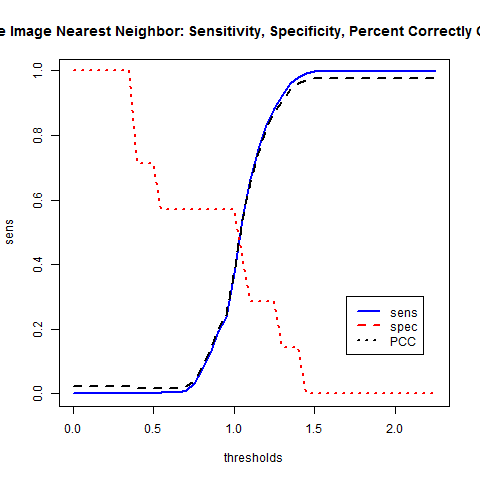 e Image Nearest Neighbor: Sensitivity, Specificity, Percent Correctly C
1.0
0.8
0.6
0.4
0.2
0.0
sens
sens
spec
PCC
0.0 0.5 1.0 1.5 2.0
thresholds